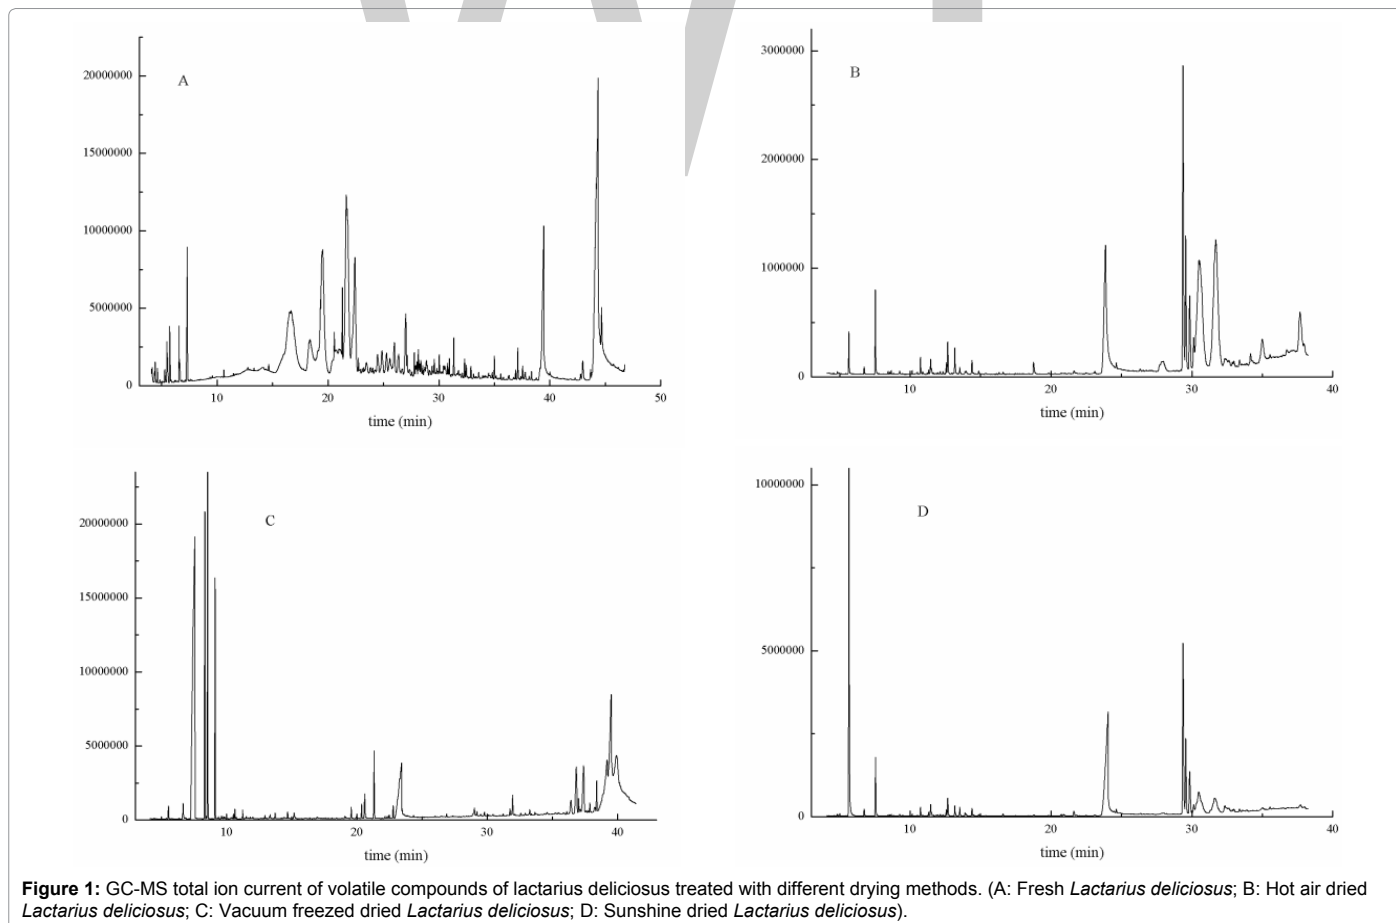 A
20000000
15000000
10000000
5000000
0
10 20 30 40 50
time (min)
B
3000000
2000000
1000000
0
10 20 30 40
time (min)
C
20000000
15000000
10000000
5000000
0
10 20 30 40
time (min)
D
10000000
5000000
0
10 20 30 40
time (min)
Figure 1: GC-MS total ion current of volatile compounds of lactarius deliciosus treated with different drying methods. (A: Fresh Lactarius deliciosus; B: Hot air dried
Lactarius deliciosus; C: Vacuum freezed dried Lactarius deliciosus; D: Sunshine dried Lactarius deliciosus).